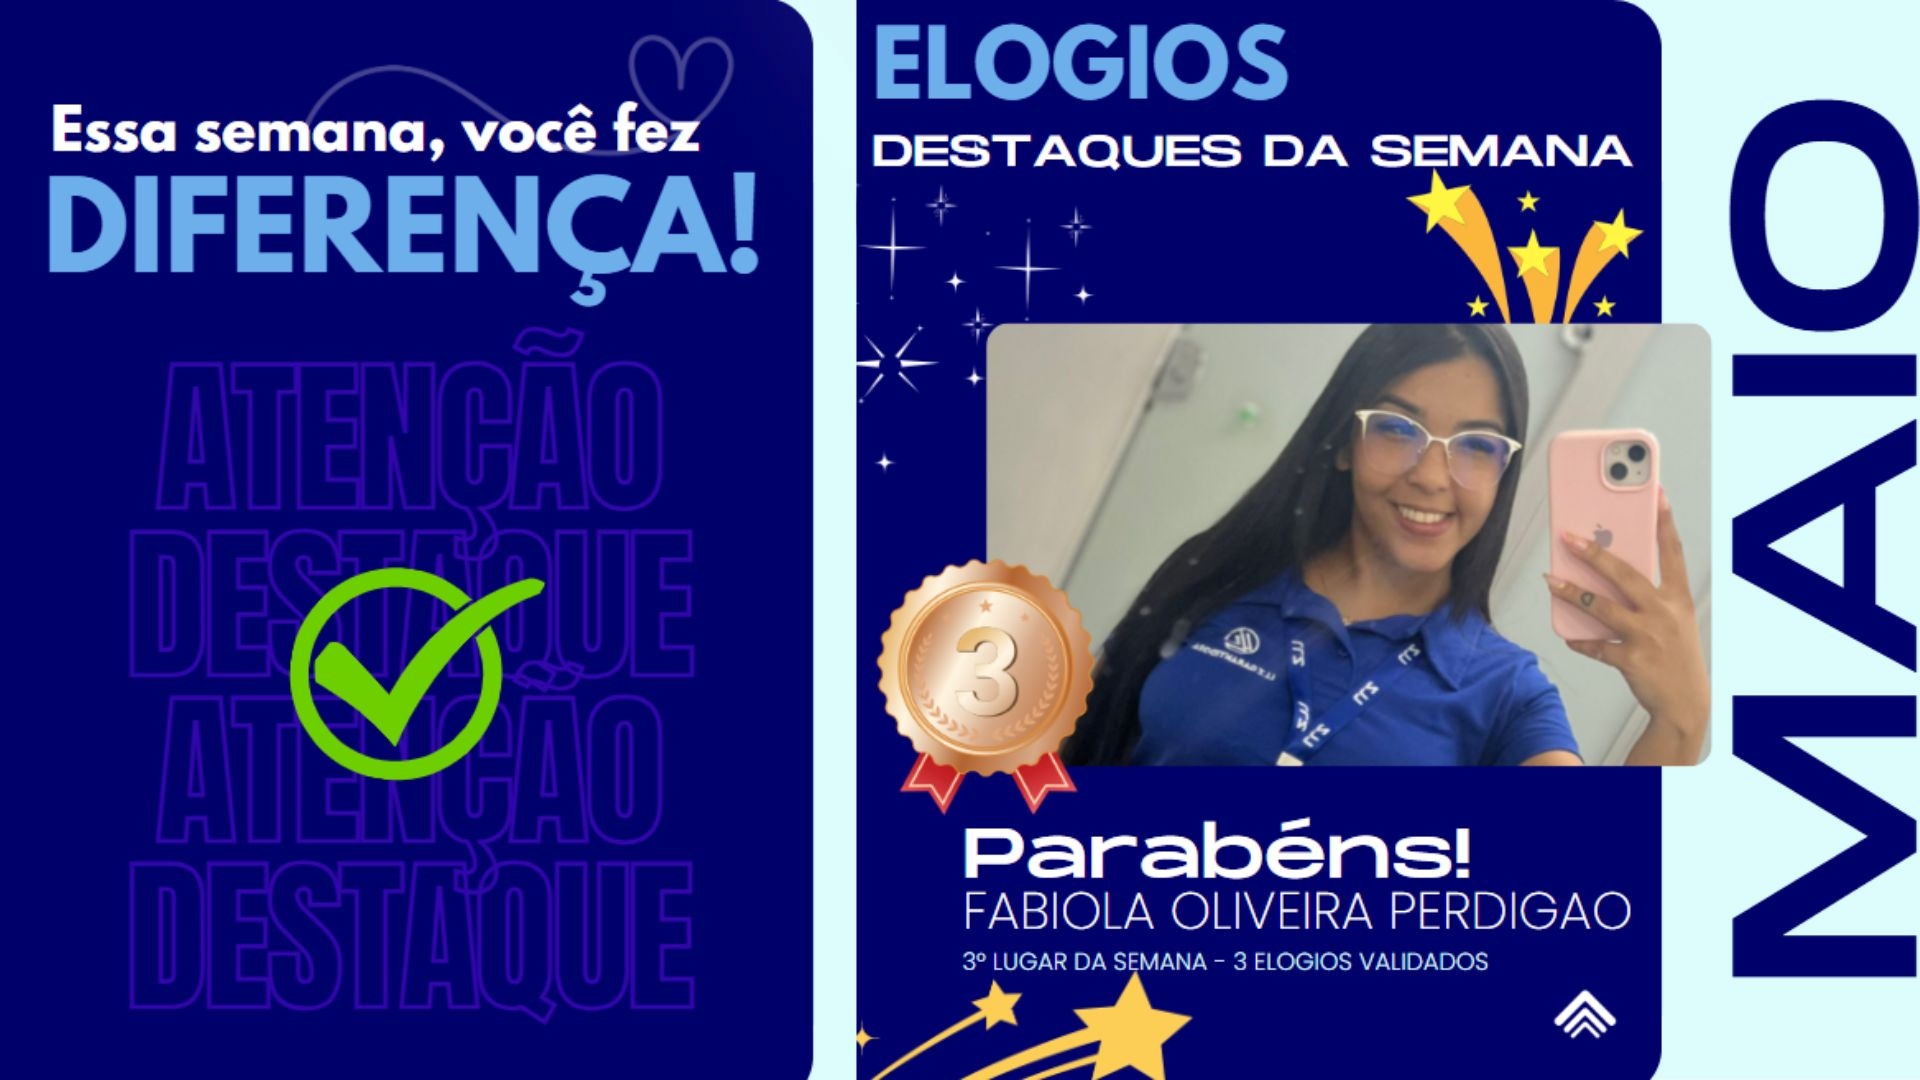 Essa semana, você fez
DIFERENÇA!
ATENÇÃO
DESTAQUE
ATENÇÃO
DESTAQUE
ELOGIOS
DESTAQUES DA SEMANA
3
Parabéns!
FABIOLA OLIVEIRA PERDIGAO
3º LUGAR DA SEMANA - 3 ELOGIOS VALIDADOS
MAIO